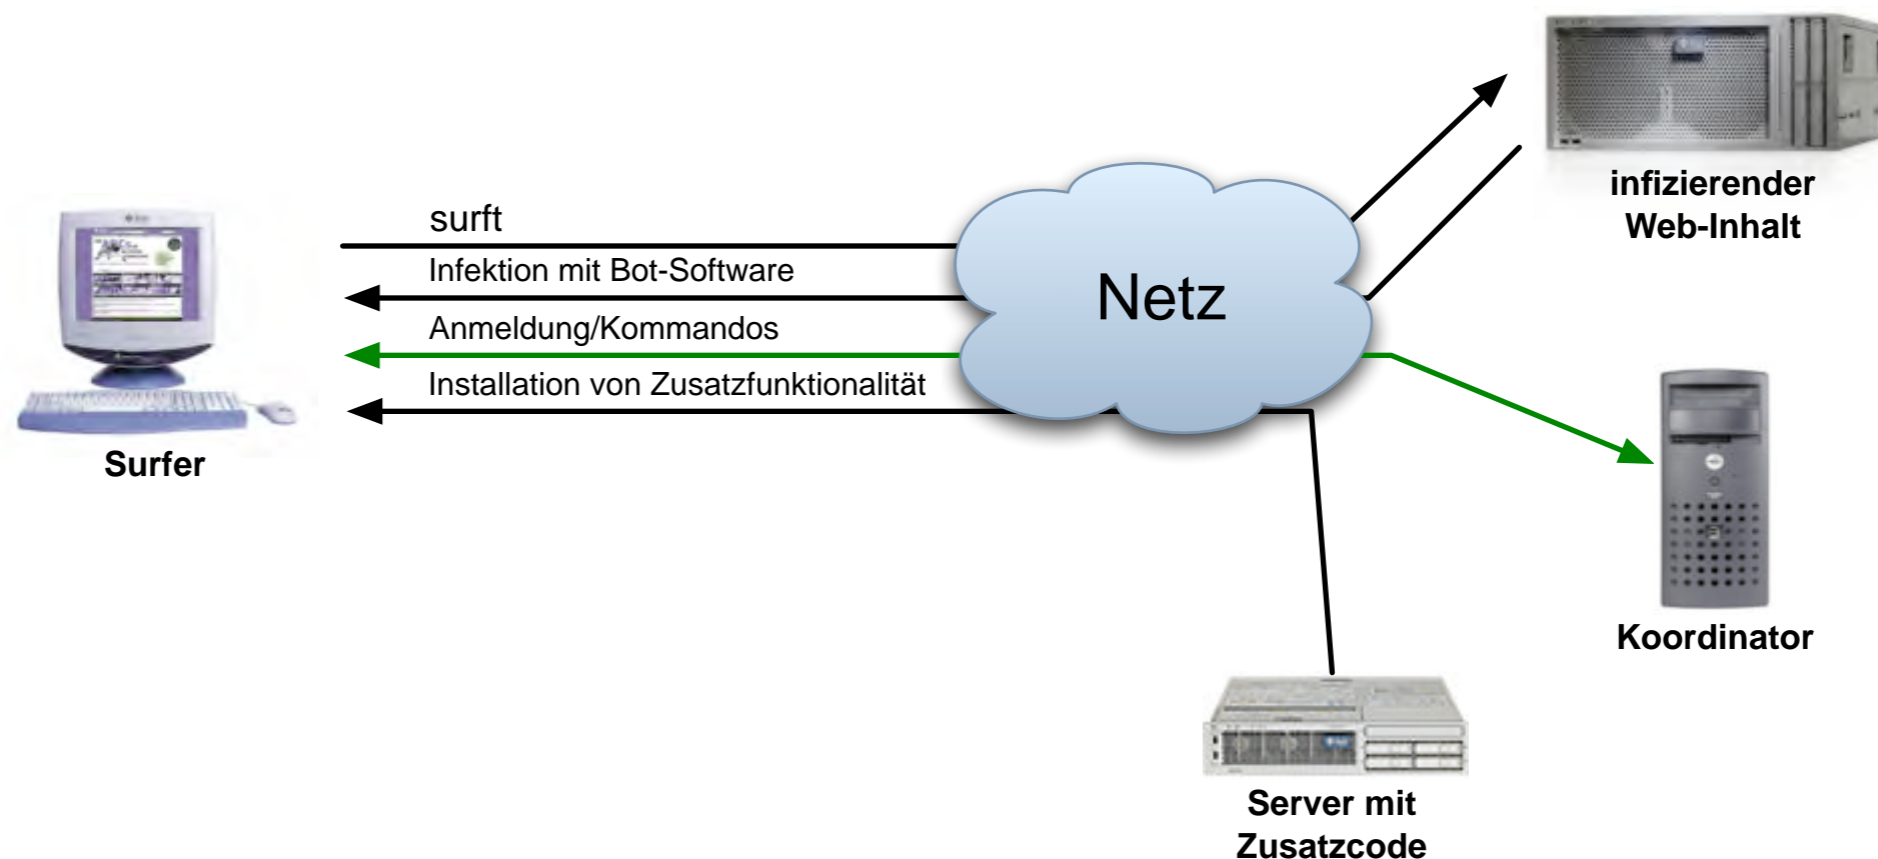 infizierender
Web-Inhalt
surft
Infektion mit Bot-Software
Netz
Anmeldung/Kommandos
Installation von Zusatzfunktionalität
Surfer
Koordinator
Server mit
Zusatzcode